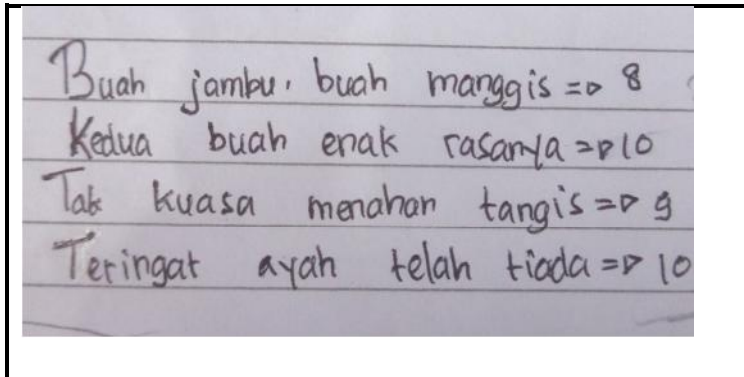 Buah jambu, buah manggis => 8
Kedua buah enak rasanya => 10
Tak kuasa menahan tangis => 9
Teringat ayah telah tiada => 10